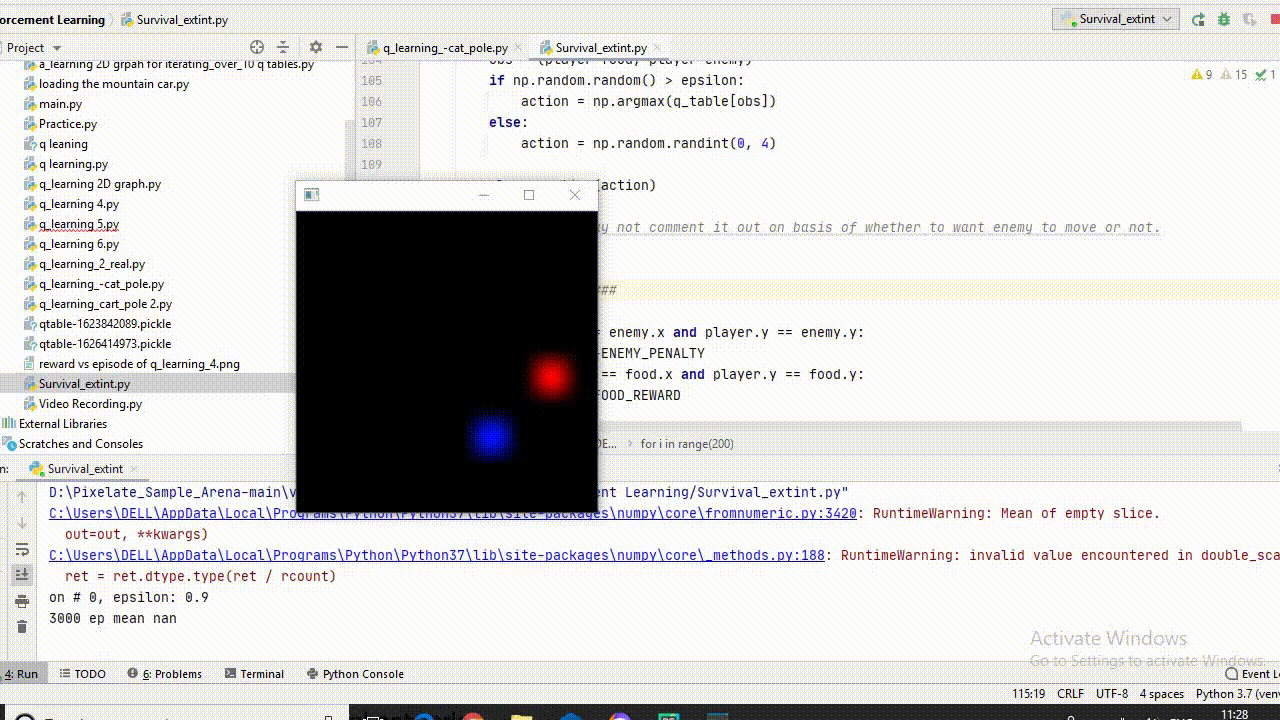 orcement Learning  Survival_extint.py
Survival_extint
Project
q_learning_-cat_pole.py
Survival_extint.py
a_learning 2D grpah for iterating_over_10 q tables.py
loading the mountain car.py
main.py
Practice.py
q leaning
q learning.py
q_learning 2D graph.py
q_learning 4.py
q_learning 5.py
q_learning 6.py
q_learning_2_real.py
q_learning_-cat_pole.py
q_learning_cart_pole 2.py
qtable-1623842089.pickle
qtable-1626414973.pickle
reward vs episode of q_learning_4.png
Survival_extint.py
Video Recording.py
External Libraries
Scratches and Consoles
9 15 1
104 obs = (player-food, player-enemy)
105 if np.random.random() > epsilon:
106 action = np.argmax(q_table[obs])
107 else:
108 action = np.random.randint(0, 4)
109
action)
not comment it out on basis of whether to want enemy to move or not.
##
enemy.x and player.y == enemy.y:
-ENEMY_PENALTY
== food.x and player.y == food.y:
FOOD_REWARD
for i in range(200)
n: Survival_extint
D:\Pixelate_Sample_Arena-main\v
ent Learning/Survival_extint.py"
C:\Users\DELL\AppData\Local\Programs\Python\Python37\lib\site-packages\numpy\core\fromnumeric.py:3420: RuntimeWarning: Mean of empty slice.
out=out, **kwargs)
C:\Users\DELL\AppData\Local\Programs\Python\Python37\lib\site-packages\numpy\core\_methods.py:188: RuntimeWarning: invalid value encountered in double_sca
ret = ret.dtype.type(ret / rcount)
on # 0, epsilon: 0.9
3000 ep mean nan
Activate Windows
Go to Settings to activate Windows.
4: Run TODO 6: Problems Terminal Python Console Event L
115:19 CRLF UTF-8 4 spaces Python 3.7 (venv
11:28